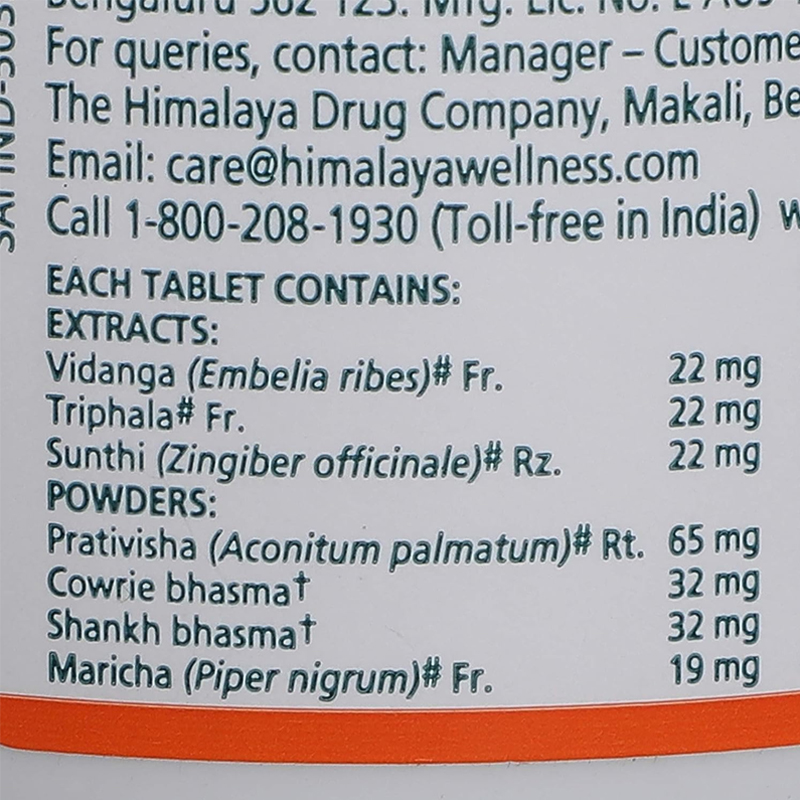 For queries, contact: Manager – Custome
The Himalaya Drug Company, Makali, Be
Email: care@himalayawellness.com
Call 1-800-208-1930 (Toll-free in India) w
EACH TABLET CONTAINS:
EXTRACTS:
Vidanga (Embelia ribes)# Fr. 22 mg
Triphala# Fr. 22 mg
Sunthi (Zingiber officinale)# Rz. 22 mg
POWDERS:
Prativisha (Aconitum palmatum)# Rt. 65 mg
Cowrie bhasma† 32 mg
Shankh bhasma† 32 mg
Maricha (Piper nigrum)# Fr. 19 mg